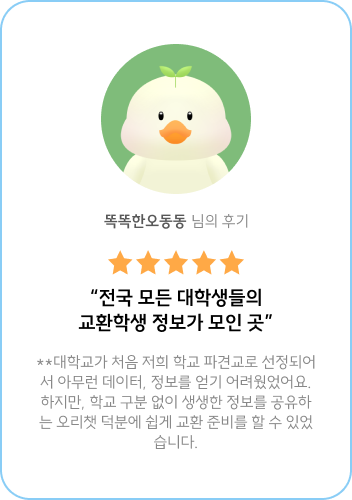 똑똑한오동동 님의 후기
“전국 모든 대학생들의
교환학생 정보가 모인 곳”
**대학교가 처음 저희 학교 파견교로 선정되어
서 아무런 데이터, 정보를 얻기 어려웠었어요.
하지만, 학교 구분 없이 생생한 정보를 공유하
는 오리챗 덕분에 쉽게 교환 준비를 할 수 있었
습니다.